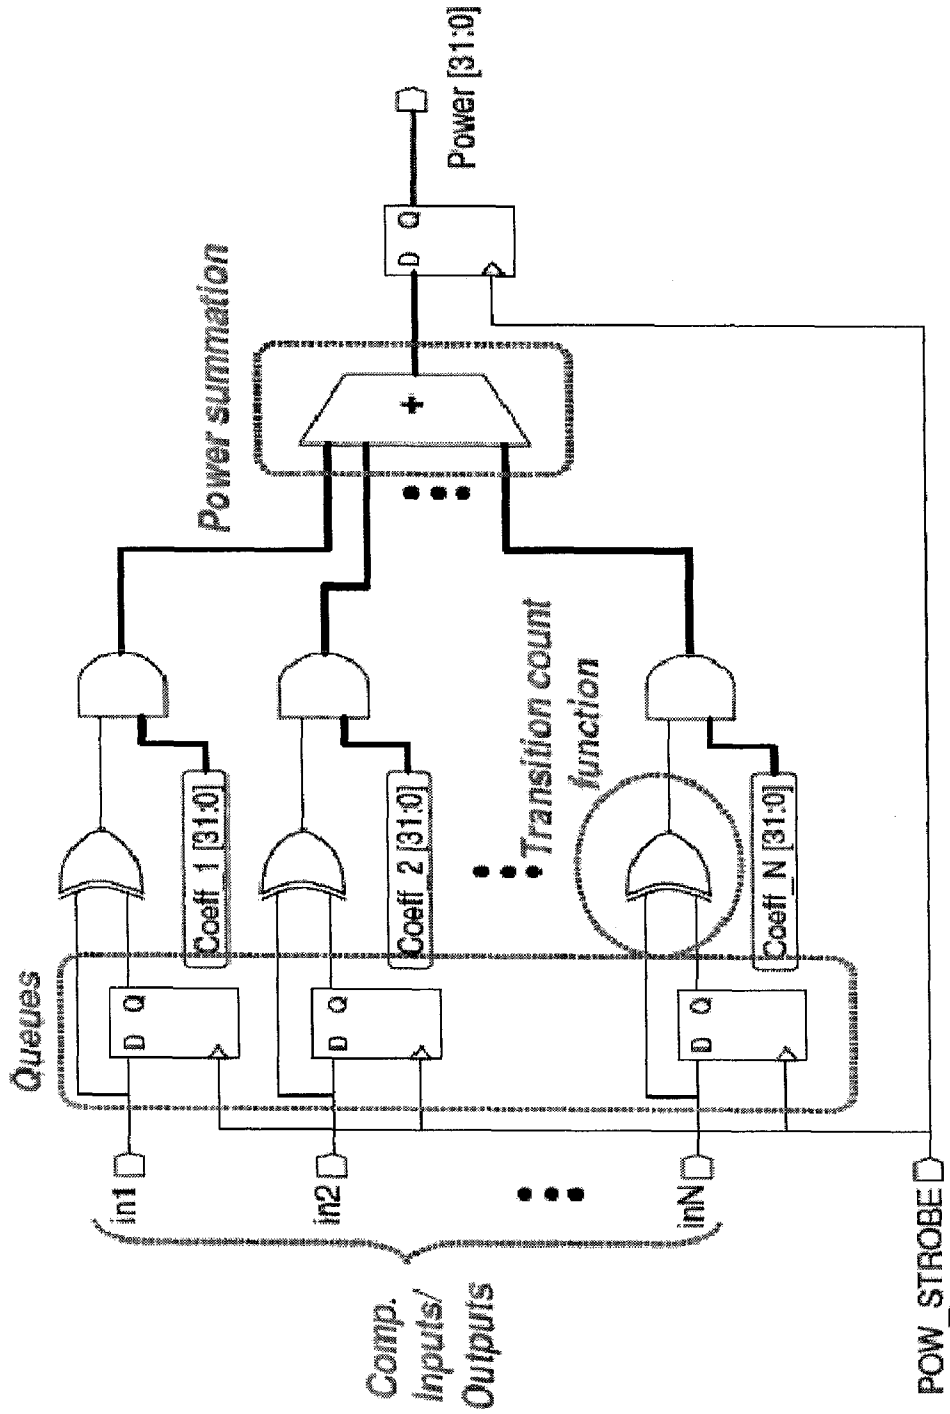 Queues
Power summation
Power [31:0]
Comp.
Inputs/
Outputs
in1
D Q
Coeff_1 [31:0]
+
D Q
in2
D Q
Coeff_2 [31:0]
Transition count
function
inN
D Q
Coeff_N [31:0]
POW_STROBE